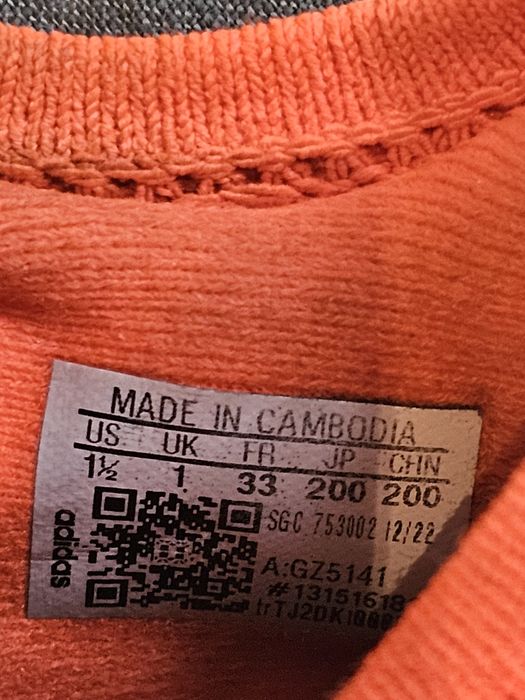 MADE IN CAMBODIA
US UK FR JP CHN
1½ 1 33 200 200
SGC 753002 12/22
adidas
A:GZ5141